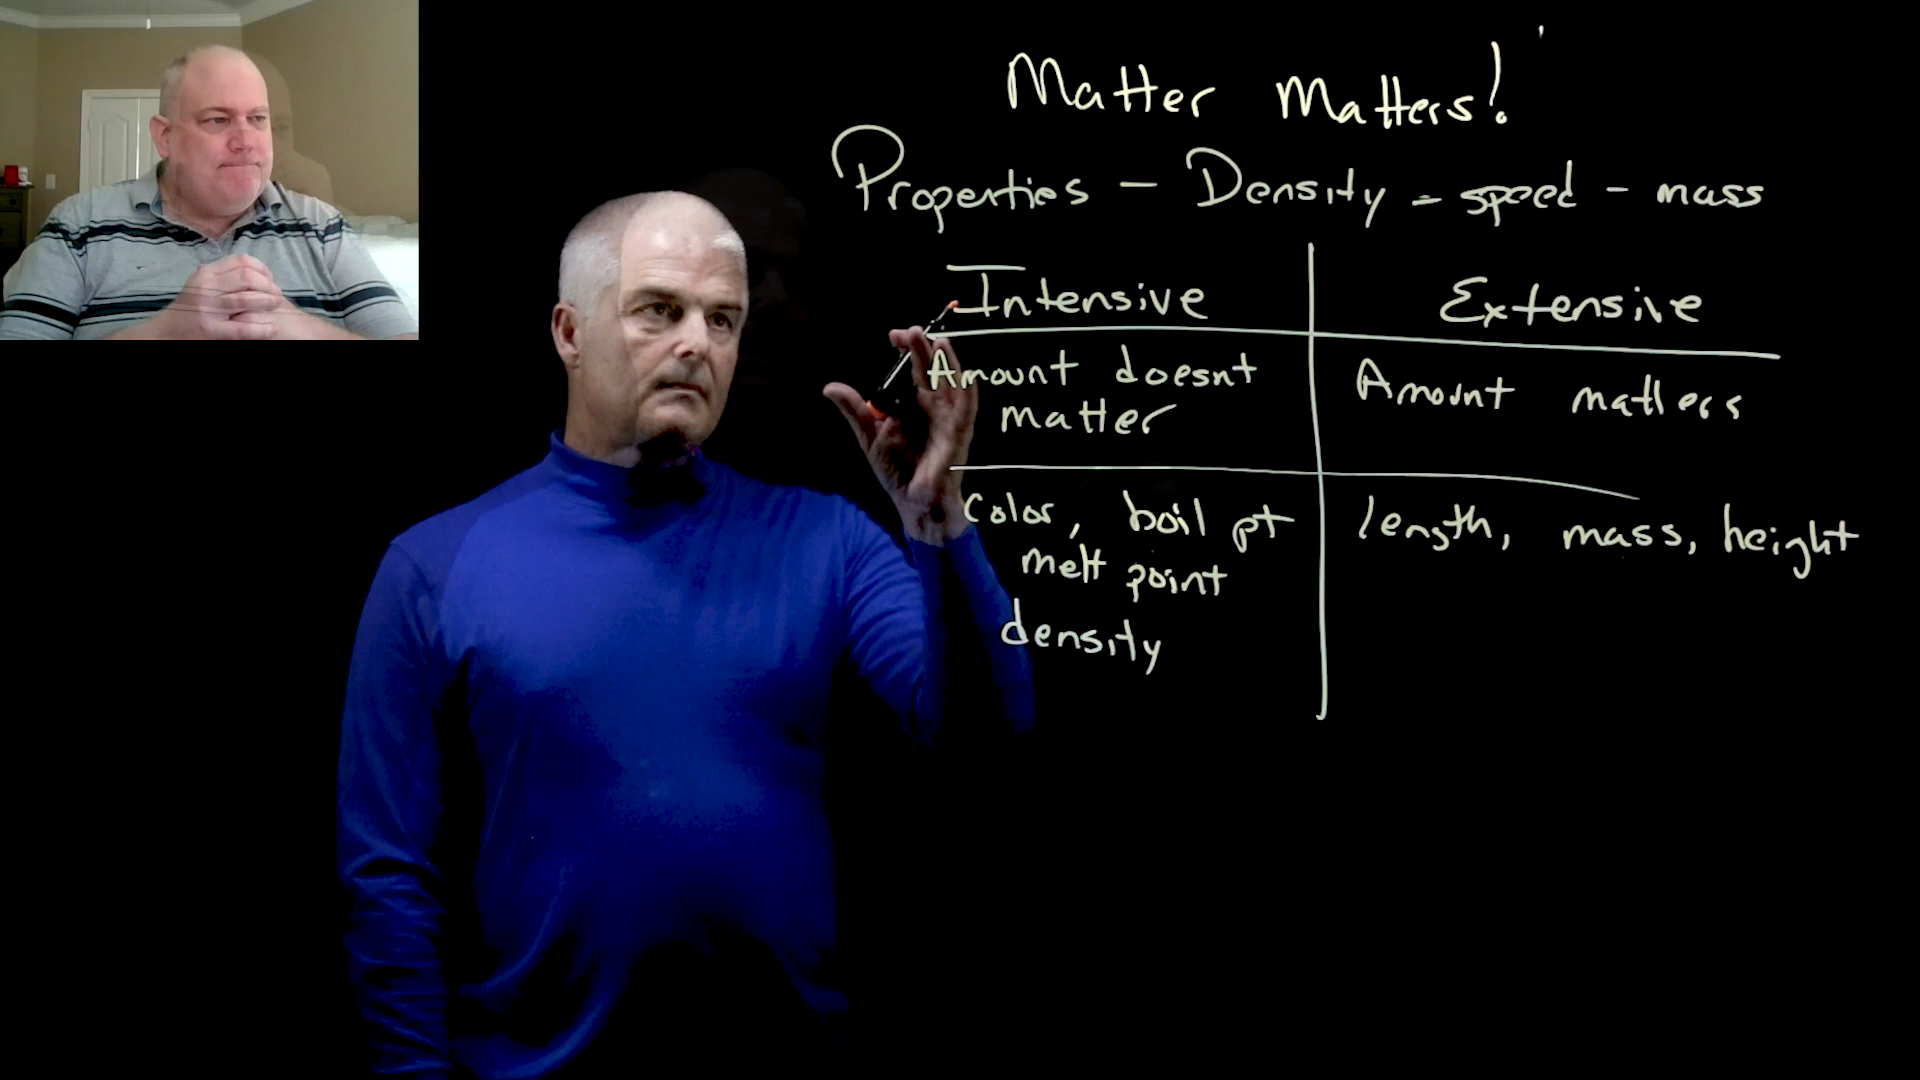 Matter Matters!
Properties - Density - speed - mass
Intensive
Extensive
Amount doesnt
matter
Amount matters
Color, boil pt
melt point
density
length, mass, height